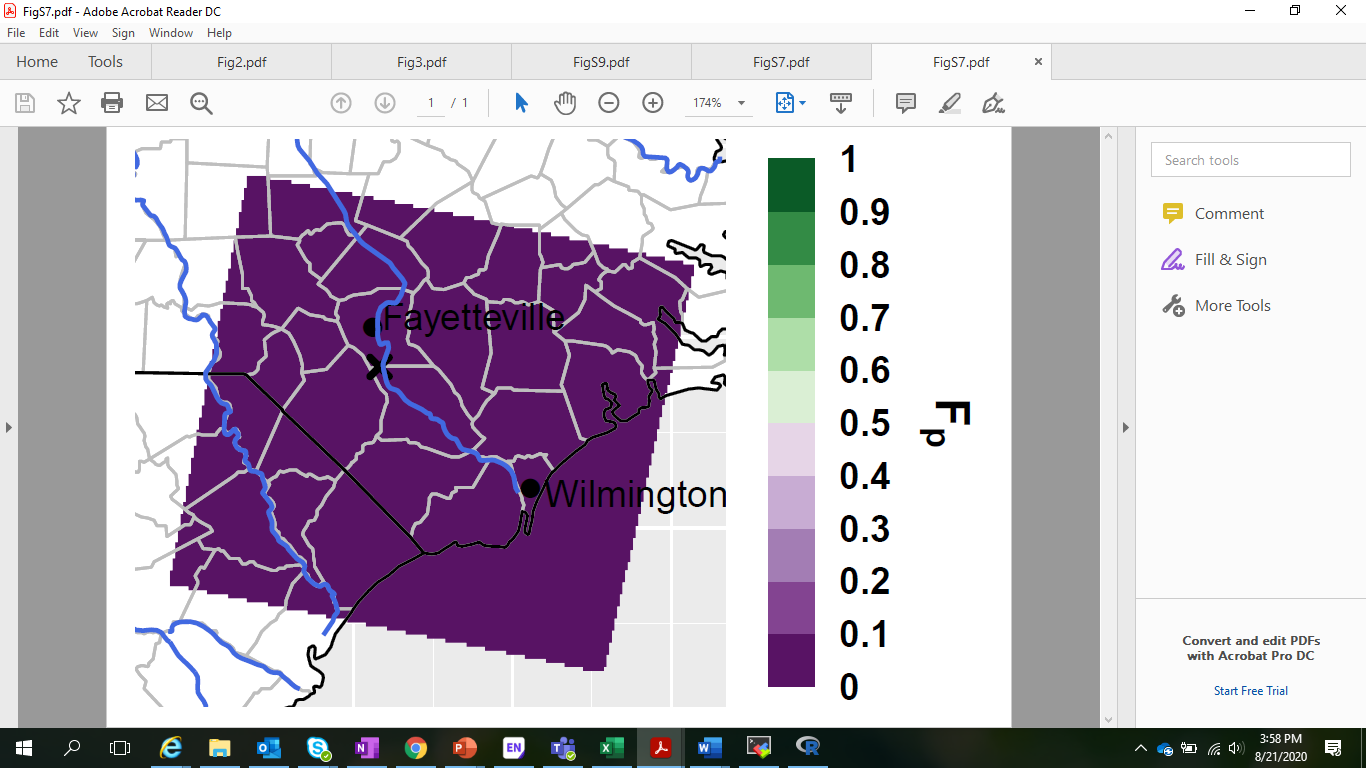 FigS7.pdf - Adobe Acrobat Reader DC
File Edit View Sign Window Help
Home Tools Fig2.pdf Fig3.pdf FigS9.pdf FigS7.pdf FigS7.pdf ×
1 / 1 174%
Search tools
Comment
Fill & Sign
More Tools
Convert and edit PDFs
with Acrobat Pro DC
Start Free Trial
Fayetteville
Wilmington
1
0.9
0.8
0.7
0.6
0.5
0.4
0.3
0.2
0.1
0
Fp
EN
3:58 PM
8/21/2020